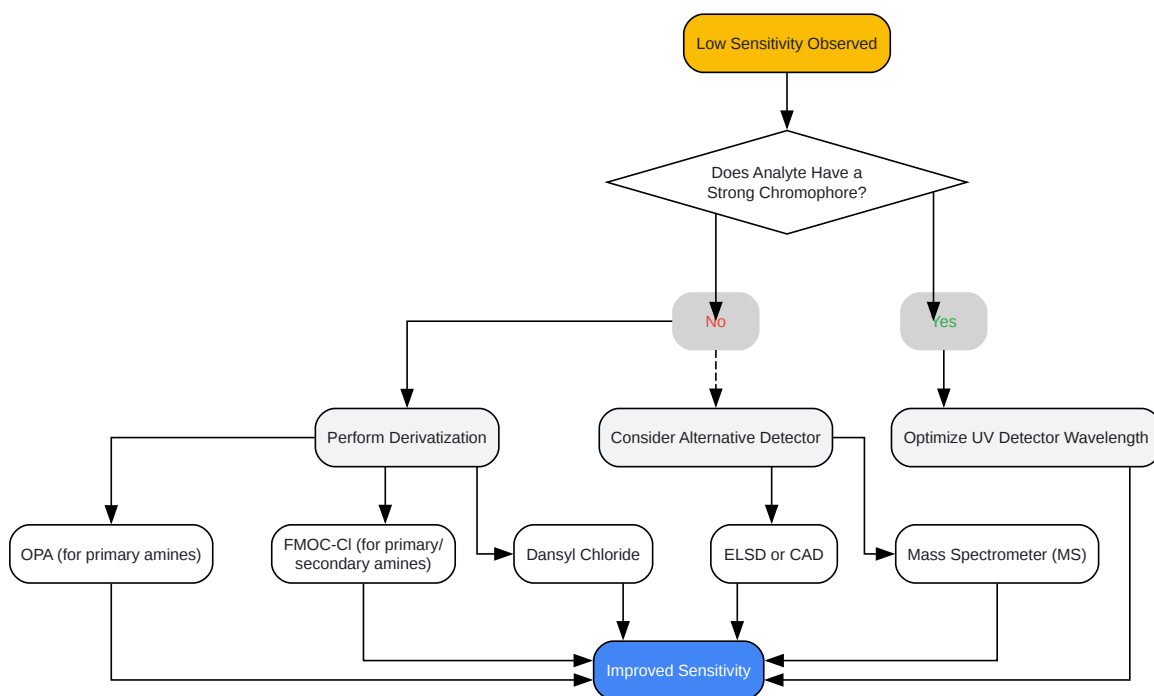 Low Sensitivity Observed
Does Analyte Have a
Strong Chromophore?
No
Yes
Perform Derivatization
Consider Alternative Detector
Optimize UV Detector Wavelength
OPA (for primary amines)
FMOC-Cl (for primary/
secondary amines)
Dansyl Chloride
ELSD or CAD
Mass Spectrometer (MS)
Improved Sensitivity